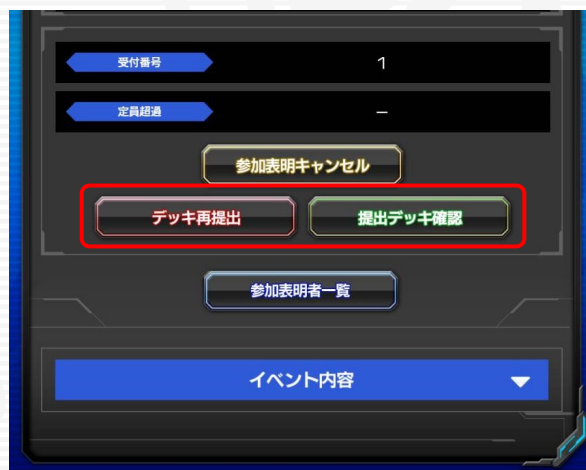 受付番号 1
定員超過 –
参加表明キャンセル
デッキ再提出 提出デッキ確認
参加表明者一覧
イベント内容